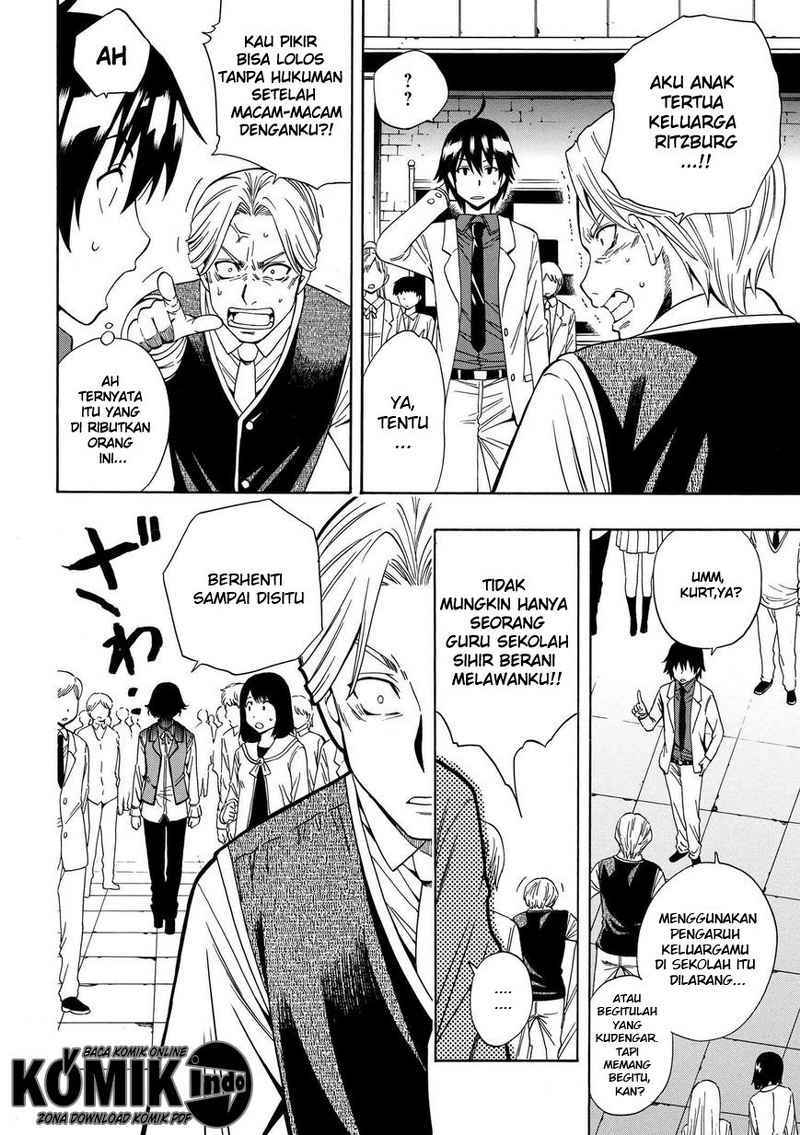 AKU ANAK
TERTUA
KELUARGA
RITZBURG
...!!
?
?
YA,
TENTU
...
KAU PIKIR
BISA LOLOS
TANPA HUKUMAN
SETELAH
MACAM-MACAM
DENGANKU?!
AH
AH
TERNYATA
ITU YANG
DI RIBUTKAN
ORANG
INI...
UMM,
KURT,YA?
MENGGUNAKAN
PENGARUH
KELUARGAMU
DI SEKOLAH ITU
DILARANG...
ATAU
BEGITULAH
YANG
KUDENGAR.
TAPI
MEMANG
BEGITU,
KAN?
TIDAK
MUNGKIN HANYA
SEORANG
GURU SEKOLAH
SIHIR BERANI
MELAWANKU!!
....
....
BERHENTI
SAMPAI DISITU
ざわ
BACA KOMIK ONLINE
KOMIK indo
ZONA DOWNLOAD KOMIK PDF